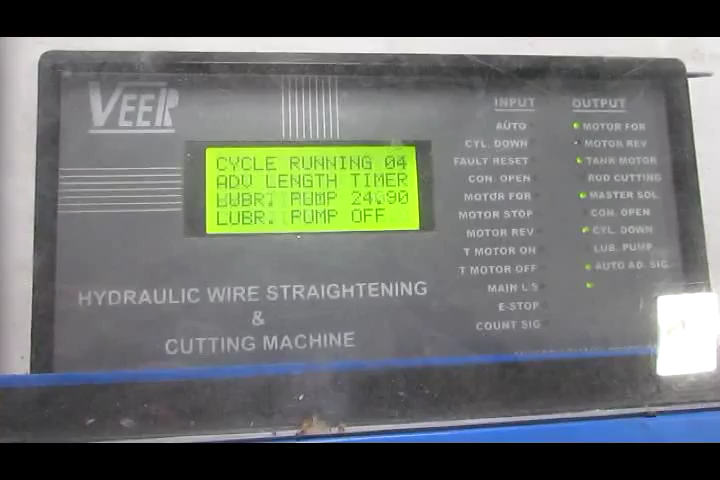 VEER
CYCLE RUNNING 04
ADV LENGTH TIMER
PUMP 24.90
LUBR. PUMP OFF
HYDRAULIC WIRE STRAIGHTENING
&
CUTTING MACHINE
INPUT
AUTO
CYL. DOWN
FAULT RESET
CON. OPEN
MOTOR FOR
MOTOR STOP
MOTOR REV
T MOTOR ON
T MOTOR OFF
MAIN L S
E-STOP
COUNT SIG
OUTPUT
MOTOR FOR
MOTOR REV
TANK MOTOR
ROD CUTTING
MASTER SOL
CON. OPEN
CYL. DOWN
LUB. PUMP
AUTO AD. SIG.